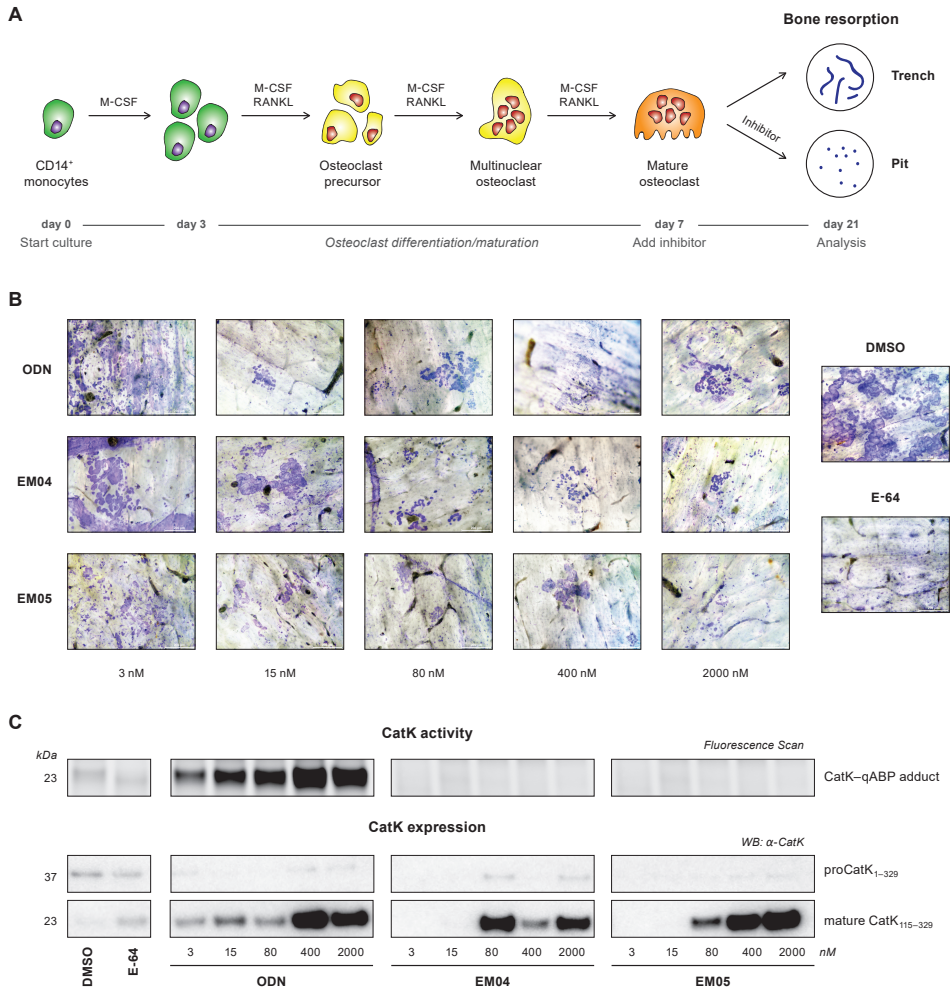 A
Bone resorption
M-CSF
M-CSF
RANKL
M-CSF
RANKL
M-CSF
RANKL
Inhibitor
Trench
Pit
CD14⁺
monocytes
Osteoclast
precursor
Multinuclear
osteoclast
Mature
osteoclast
day 0
day 3
day 7
day 21
Start culture
Osteoclast differentiation/maturation
Add inhibitor
Analysis
B
ODN
EM04
EM05
DMSO
E-64
3 nM
15 nM
80 nM
400 nM
2000 nM
C
CatK activity
kDa
Fluorescence Scan
23
CatK–qABP adduct
CatK expression
WB: α-CatK
37
proCatK₁₋₃₂₉
23
mature CatK₁₁₅₋₃₂₉
DMSO
E-64
3 15 80 400 2000
3 15 80 400 2000
3 15 80 400 2000 nM
ODN
EM04
EM05